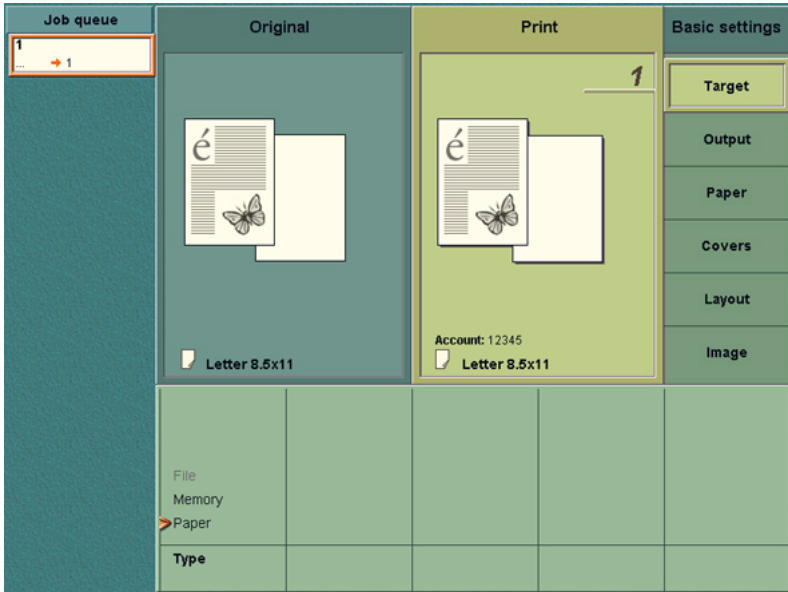 Job queue
1
... 1
Original
é
Letter 8.5x11
Print
1
é
Account: 12345
Letter 8.5x11
Basic settings
Target
Output
Paper
Covers
Layout
Image
File
Memory
Paper
Type